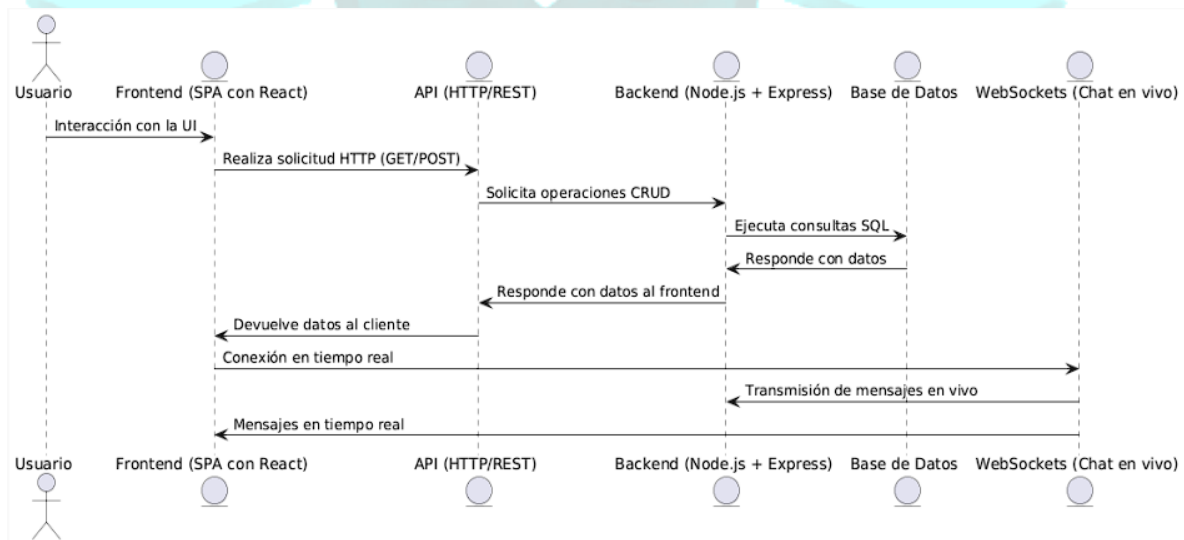 Usuario Frontend (SPA con React) API (HTTP/REST) Backend (Node.js + Express) Base de Datos WebSockets (Chat en vivo)
Interacción con la UI
Realiza solicitud HTTP (GET/POST)
Solicita operaciones CRUD
Ejecuta consultas SQL
Responde con datos
Responde con datos al frontend
Devuelve datos al cliente
Conexión en tiempo real
Transmisión de mensajes en vivo
Mensajes en tiempo real
Usuario Frontend (SPA con React) API (HTTP/REST) Backend (Node.js + Express) Base de Datos WebSockets (Chat en vivo)